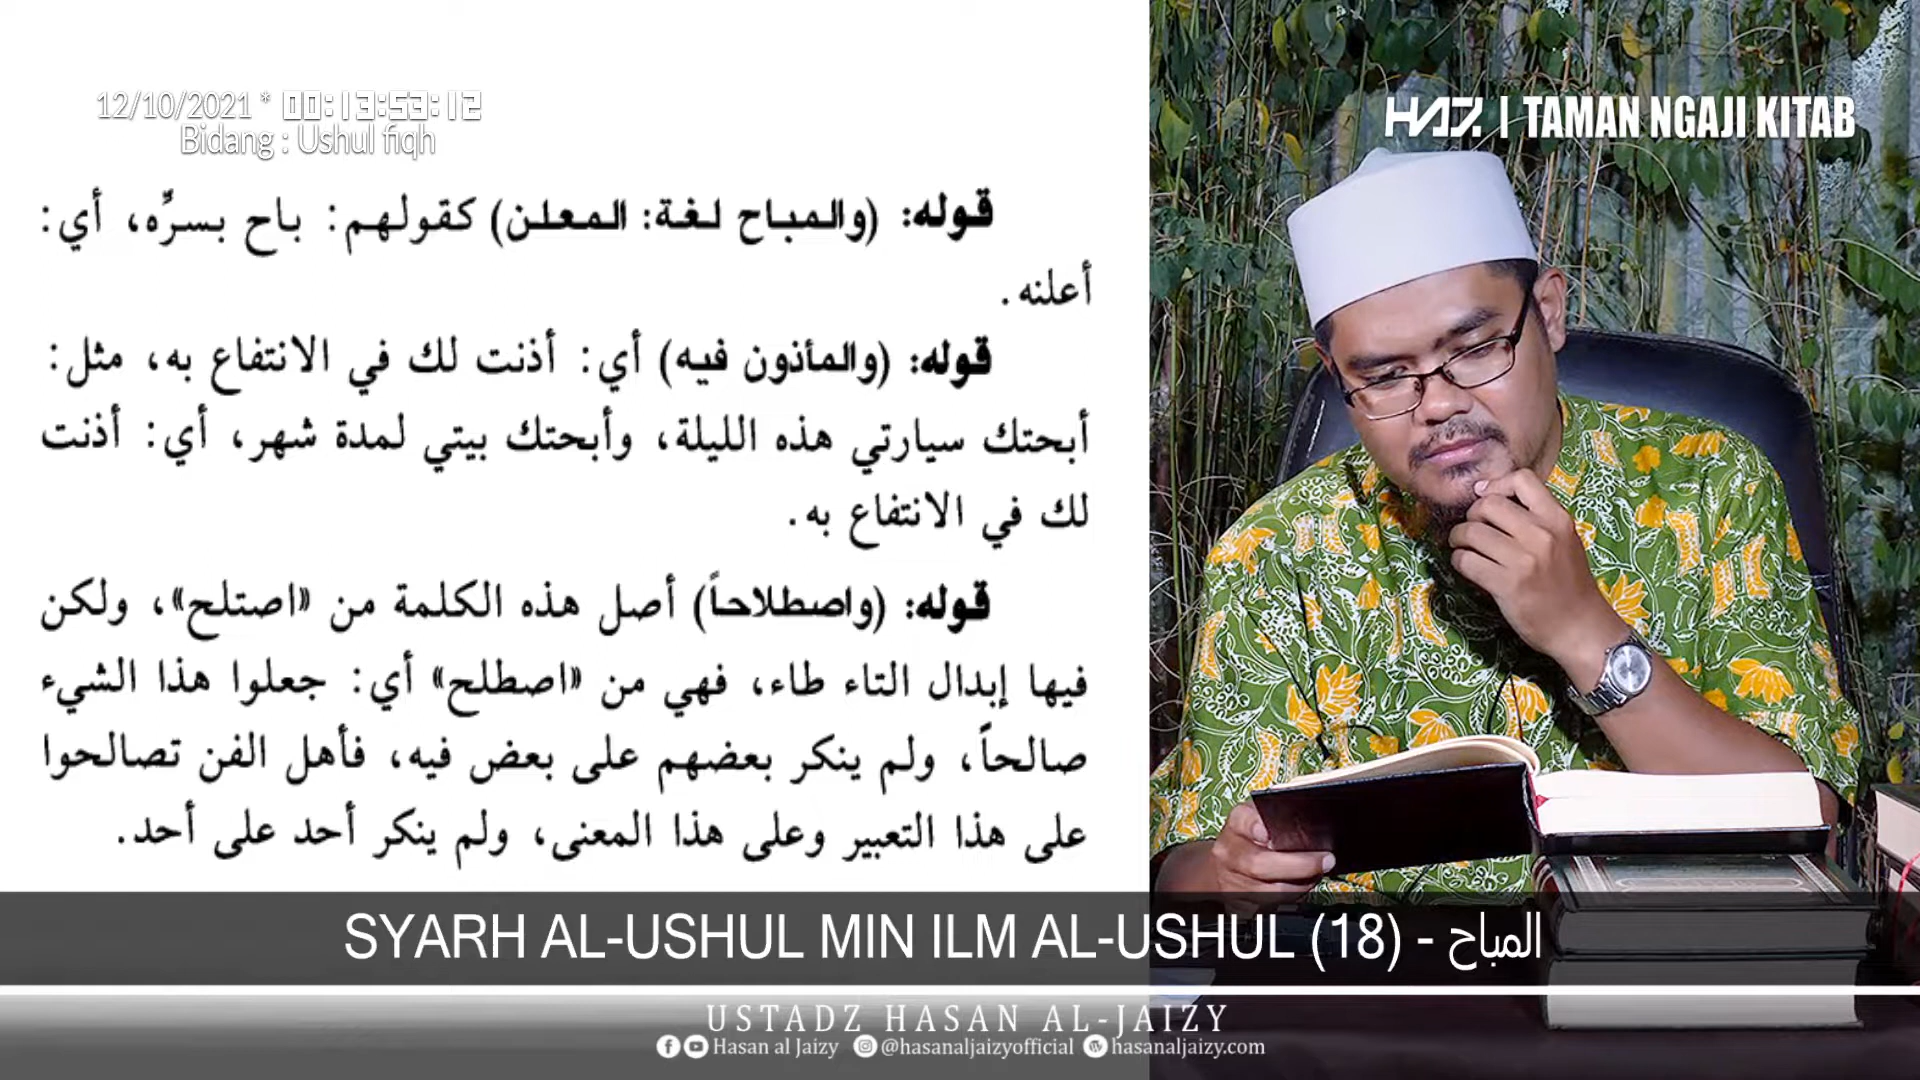 12/10/2021 * 00:13:53:12
Bidang : Ushul fiqh
HAJ. | TAMAN NGAJI KITAB
قوله: (والمباح لغة: المعلن) كقولهم: باح بسرِّه، أي:
أعلنه.
قوله: (والمأذون فيه) أي: أذنت لك في الانتفاع به، مثل:
أبحتك سيارتي هذه الليلة، وأبحتك بيتي لمدة شهر، أي: أذنت
لك في الانتفاع به.
قوله: (واصطلاحاً) أصل هذه الكلمة من «اصتلح»، ولكن
فيها إبدال التاء طاء، فهي من «اصطلح» أي: جعلوا هذا الشيء
صالحاً، ولم ينكر بعضهم على بعض فيه، فأهل الفن تصالحوا
على هذا التعبير وعلى هذا المعنى، ولم ينكر أحد على أحد.
SYARH AL-USHUL MIN ILM AL-USHUL (18) - المباح
USTADZ HASAN AL-JAIZY
Hasan al Jaizy @hasanaljaizyofficial hasanaljaizy.com